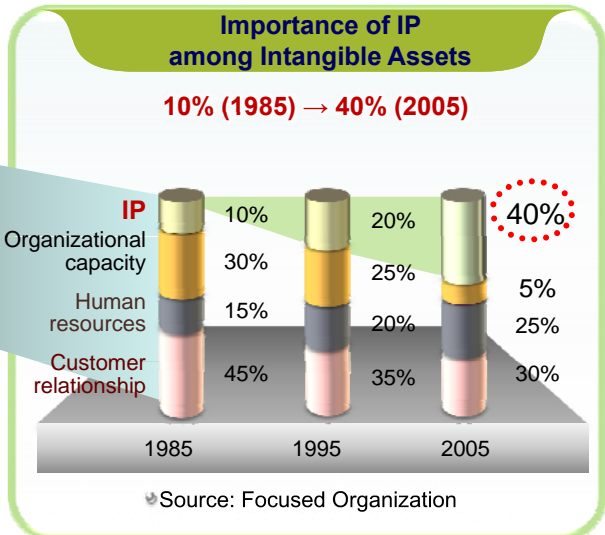 Importance of IP
among Intangible Assets
10% (1985) → 40% (2005)
IP
10%
20%
40%
Organizational
capacity
30%
25%
5%
Human
resources
15%
20%
25%
Customer
relationship
45%
35%
30%
1985
1995
2005
Source: Focused Organization